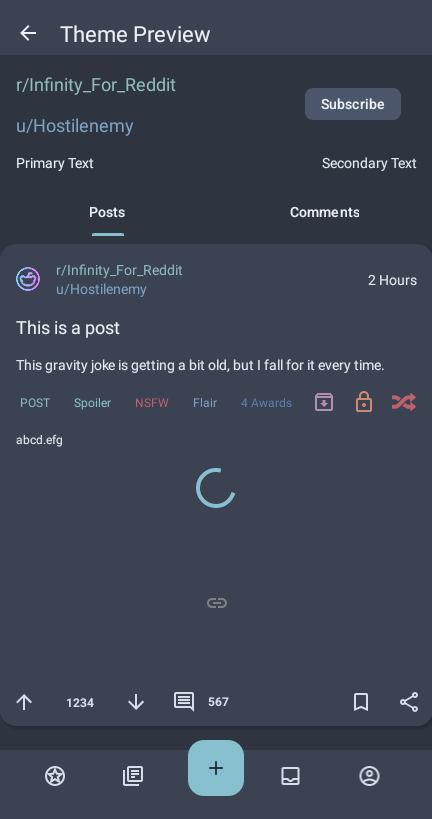 Theme Preview
r/Infinity_For_Reddit
Subscribe
u/Hostilenemy
Primary Text
Secondary Text
Posts
Comments
r/Infinity_For_Reddit
u/Hostilenemy
2 Hours
This is a post
This gravity joke is getting a bit old, but I fall for it every time.
POST Spoiler NSFW Flair 4 Awards
abcd.efg
1234
567